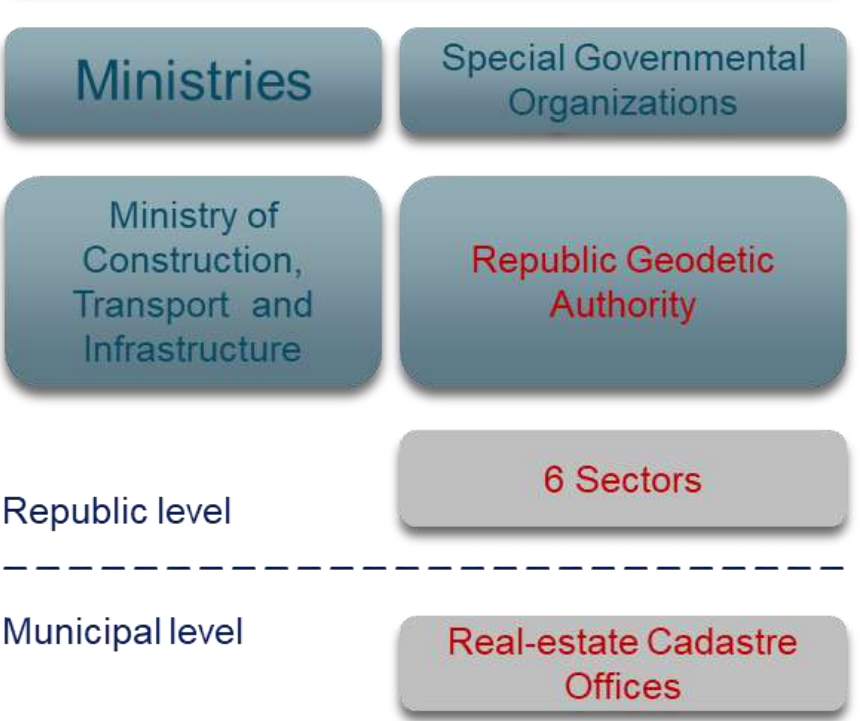 Ministries
Special Governmental
Organizations
Ministry of
Construction,
Transport and
Infrastructure
Republic Geodetic
Authority
6 Sectors
Republic level
Municipal level
Real-estate Cadastre
Offices